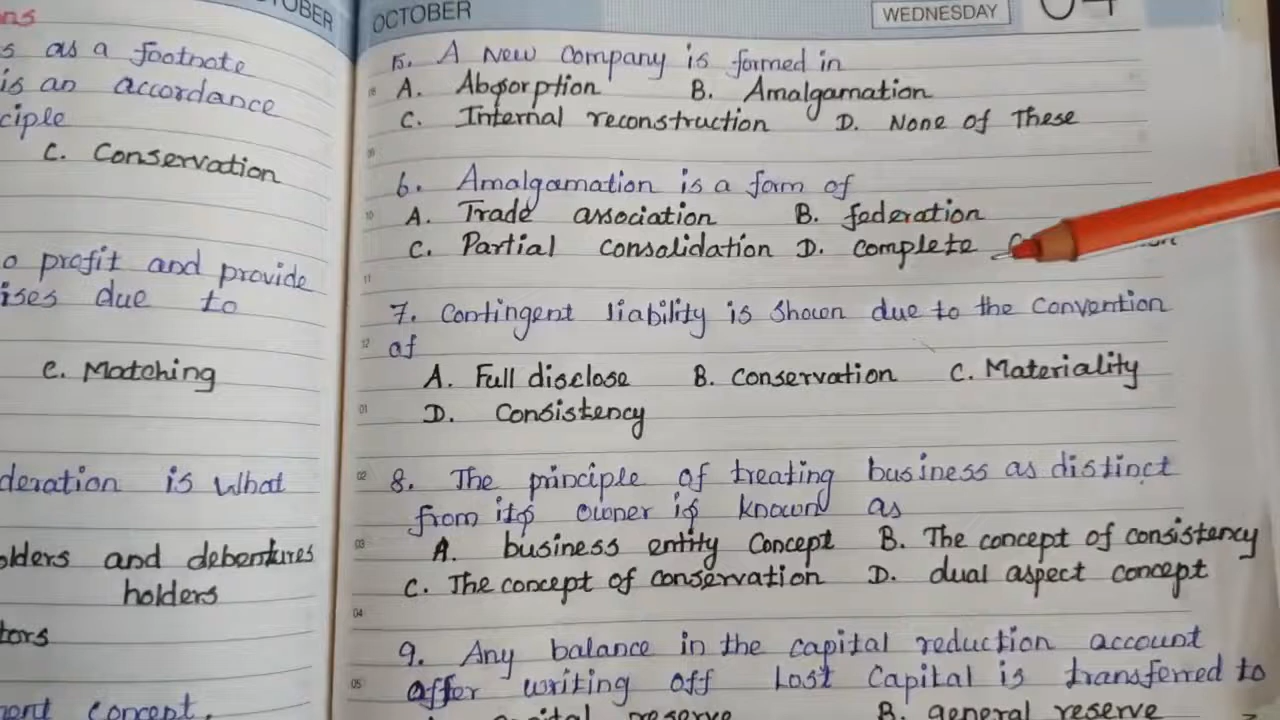 ns
s as a footnote
is an accordance
ciple
C. Conservation
o profit and provide
ises due to
e. Matching
deration is what
olders and debentures
holders
tors
ment concept.
OCTOBER
OCTOBER
WEDNESDAY 04
5. A New Company is formed in
A. Absorption B. Amalgamation
C. Internal reconstruction D. None of These
6. Amalgamation is a form of
A. Trade association B. federation
C. Partial consolidation D. complete
7. Contingent liability is shown due to the Convention
of
A. Full disclose B. conservation C. Materiality
D. Consistency
8. The principle of treating business as distinct
from its owner is known as
A. business entity Concept B. The concept of consistency
C. The concept of conservation D. dual aspect concept
9. Any balance in the capital reduction account
after writing off Lost Capital is transferred to
capital reserve B. general reserve